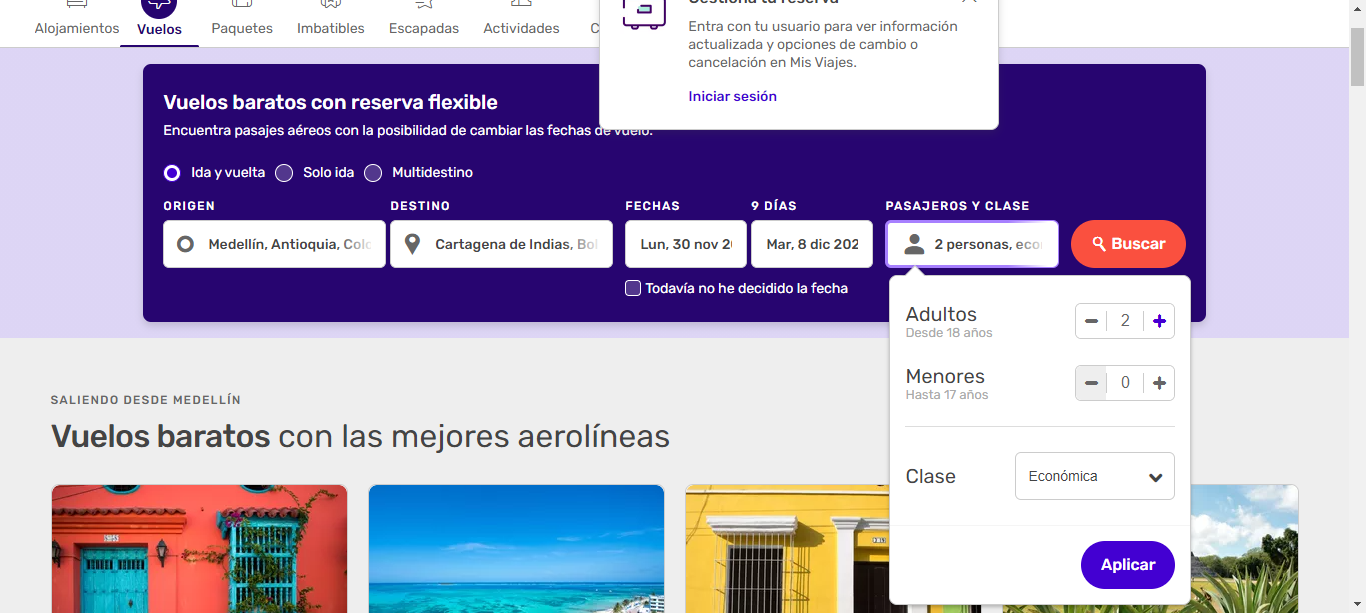 Gestiona tu reserva
Alojamientos
Vuelos
Paquetes
Imbatibles
Escapadas
Actividades
Entra con tu usuario para ver información
actualizada y opciones de cambio o
cancelación en Mis Viajes.
Iniciar sesión
Vuelos baratos con reserva flexible
Encuentra pasajes aéreos con la posibilidad de cambiar las fechas de vuelo.
Ida y vuelta
Solo ida
Multidestino
ORIGEN
DESTINO
FECHAS
9 DÍAS
PASAJEROS Y CLASE
Medellín, Antioquia, Colo
Cartagena de Indias, Bol
Lun, 30 nov 2
Mar, 8 dic 202
2 personas, eco
Buscar
Todavía no he decidido la fecha
Adultos
2
Desde 18 años
Menores
0
Hasta 17 años
Clase
Económica
Aplicar
SALIENDO DESDE MEDELLÍN
Vuelos baratos con las mejores aerolíneas